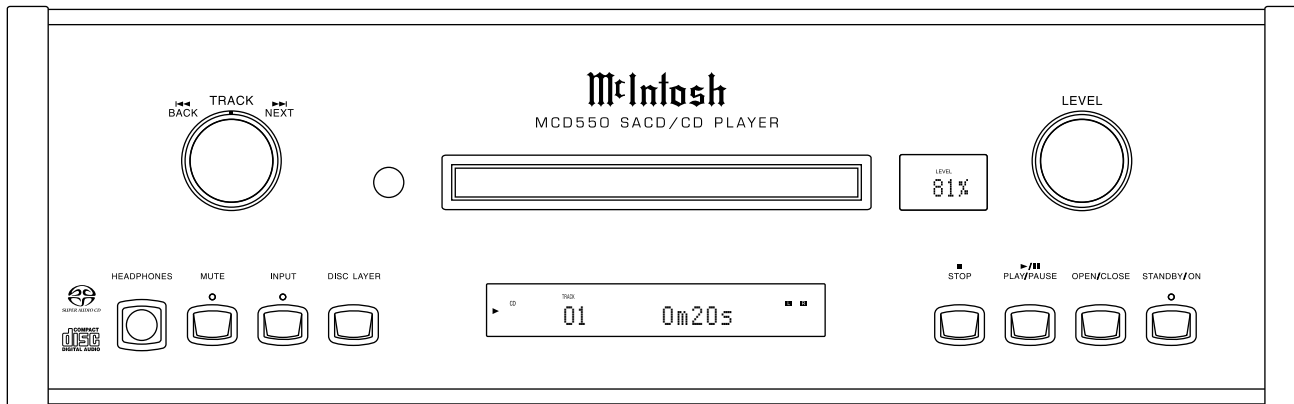 TRACK
BACK
NEXT
McIntosh
MCD550 SACD/CD PLAYER
LEVEL
LEVEL
81%
HEADPHONES
MUTE
INPUT
DISC LAYER
STOP
PLAY/PAUSE
OPEN/CLOSE
STANDBY/ON
SUPER AUDIO CD
COMPACT
disc
DIGITAL AUDIO
CD
TRACK
01
0m20s
L R